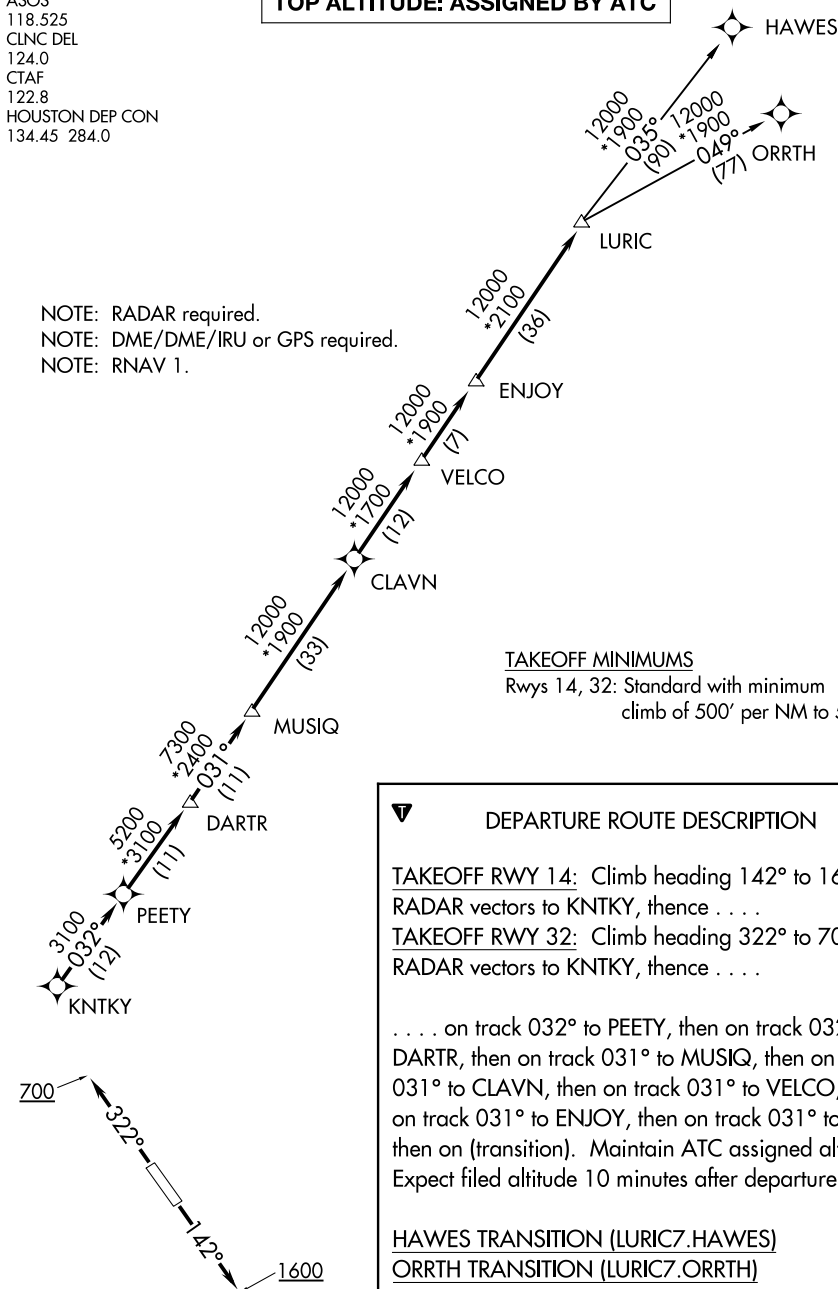 ASOS
118.525
CLNC DEL
124.0
CTAF
122.8
HOUSTON DEP CON
134.45 284.0
TOP ALTITUDE: ASSIGNED BY ATC
HAWES
12000
*1900
035°
(90)
12000
*1900
049°
(77)
ORRTH
LURIC
NOTE: RADAR required.
NOTE: DME/DME/IRU or GPS required.
NOTE: RNAV 1.
12000
*2100
(36)
ENJOY
12000
*1900
(7)
VELCO
12000
*1700
(12)
CLAVN
12000
*1900
(33)
MUSIQ
TAKEOFF MINIMUMS
Rwys 14, 32: Standard with minimum
climb of 500' per NM to
7300
*2400
031°
(11)
DARTR
5200
*3100
(11)
PEETY
3100
032°
(12)
KNTKY
700
322°
142°
1600
T
DEPARTURE ROUTE DESCRIPTION
TAKEOFF RWY 14: Climb heading 142° to
RADAR vectors to KNTKY, thence . . . .
TAKEOFF RWY 32: Climb heading 322° to
RADAR vectors to KNTKY, thence . . . .
. . . . on track 032° to PEETY, then on track
DARTR, then on track 031° to MUSIQ, then on
031° to CLAVN, then on track 031° to VELCO,
on track 031° to ENJOY, then on track 031° to
then on (transition). Maintain ATC assigned
Expect filed altitude 10 minutes after departure
HAWES TRANSITION (LURIC7.HAWES)
ORRTH TRANSITION (LURIC7.ORRTH)